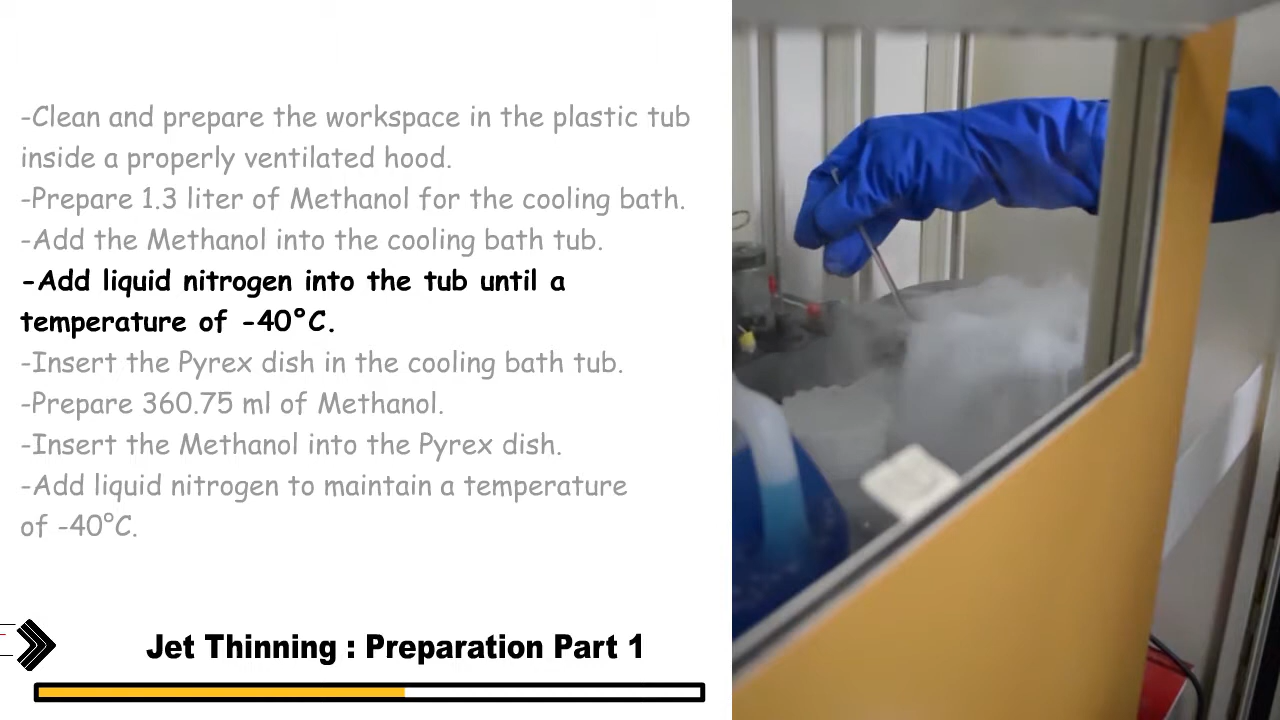 -Clean and prepare the workspace in the plastic tub
inside a properly ventilated hood.
-Prepare 1.3 liter of Methanol for the cooling bath.
-Add the Methanol into the cooling bath tub.
-Add liquid nitrogen into the tub until a
temperature of -40°C.
-Insert the Pyrex dish in the cooling bath tub.
-Prepare 360.75 ml of Methanol.
-Insert the Methanol into the Pyrex dish.
-Add liquid nitrogen to maintain a temperature
of -40°C.
Jet Thinning : Preparation Part 1